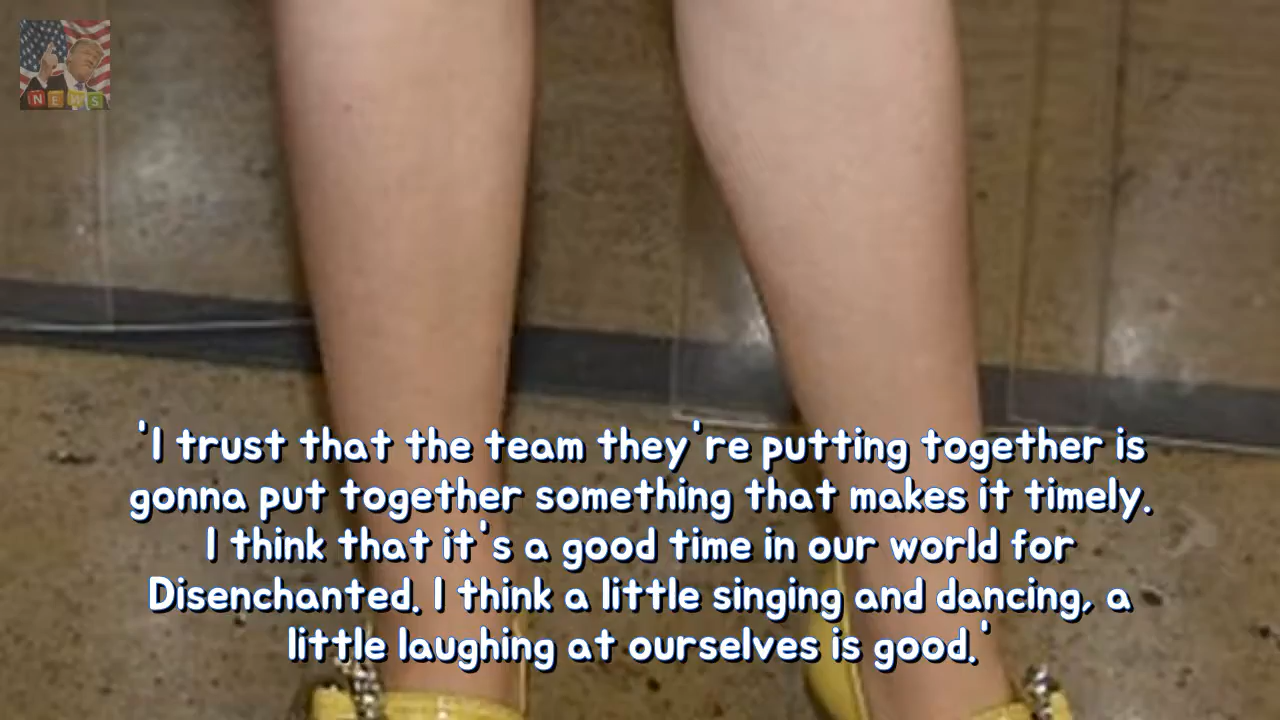 NEWS
'I trust that the team they're putting together is
gonna put together something that makes it timely.
I think that it's a good time in our world for
Disenchanted. I think a little singing and dancing, a
little laughing at ourselves is good.'